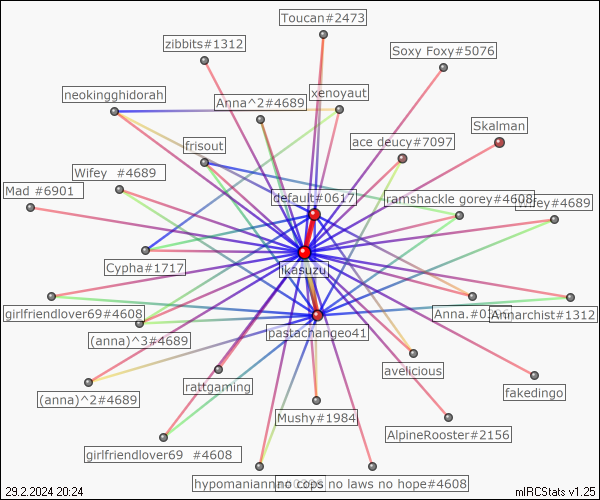 Toucan#2473
zibbits#1312
Soxy Foxy#5076
neokingghidorah
xenoyaut
Anna^2#4689
Skalman
ace deucy#7097
frisout
Wifey #4689
Mad #6901
default#0617
ramshackle gorey#4608
Wifey#4689
Cypha#1717
ikasuzu
girlfriendlover69#4608
Anna.#0
Annarchist#1312
(anna)^3#4689
pastachangeo41
avelicious
rattgaming
fakedingo
(anna)^2#4689
Mushy#1984
AlpineRooster#2156
girlfriendlover69 #4608
hypomaniann
no cops no laws no hope#4608
29.2.2024 20:24
mIRCStats v1.25